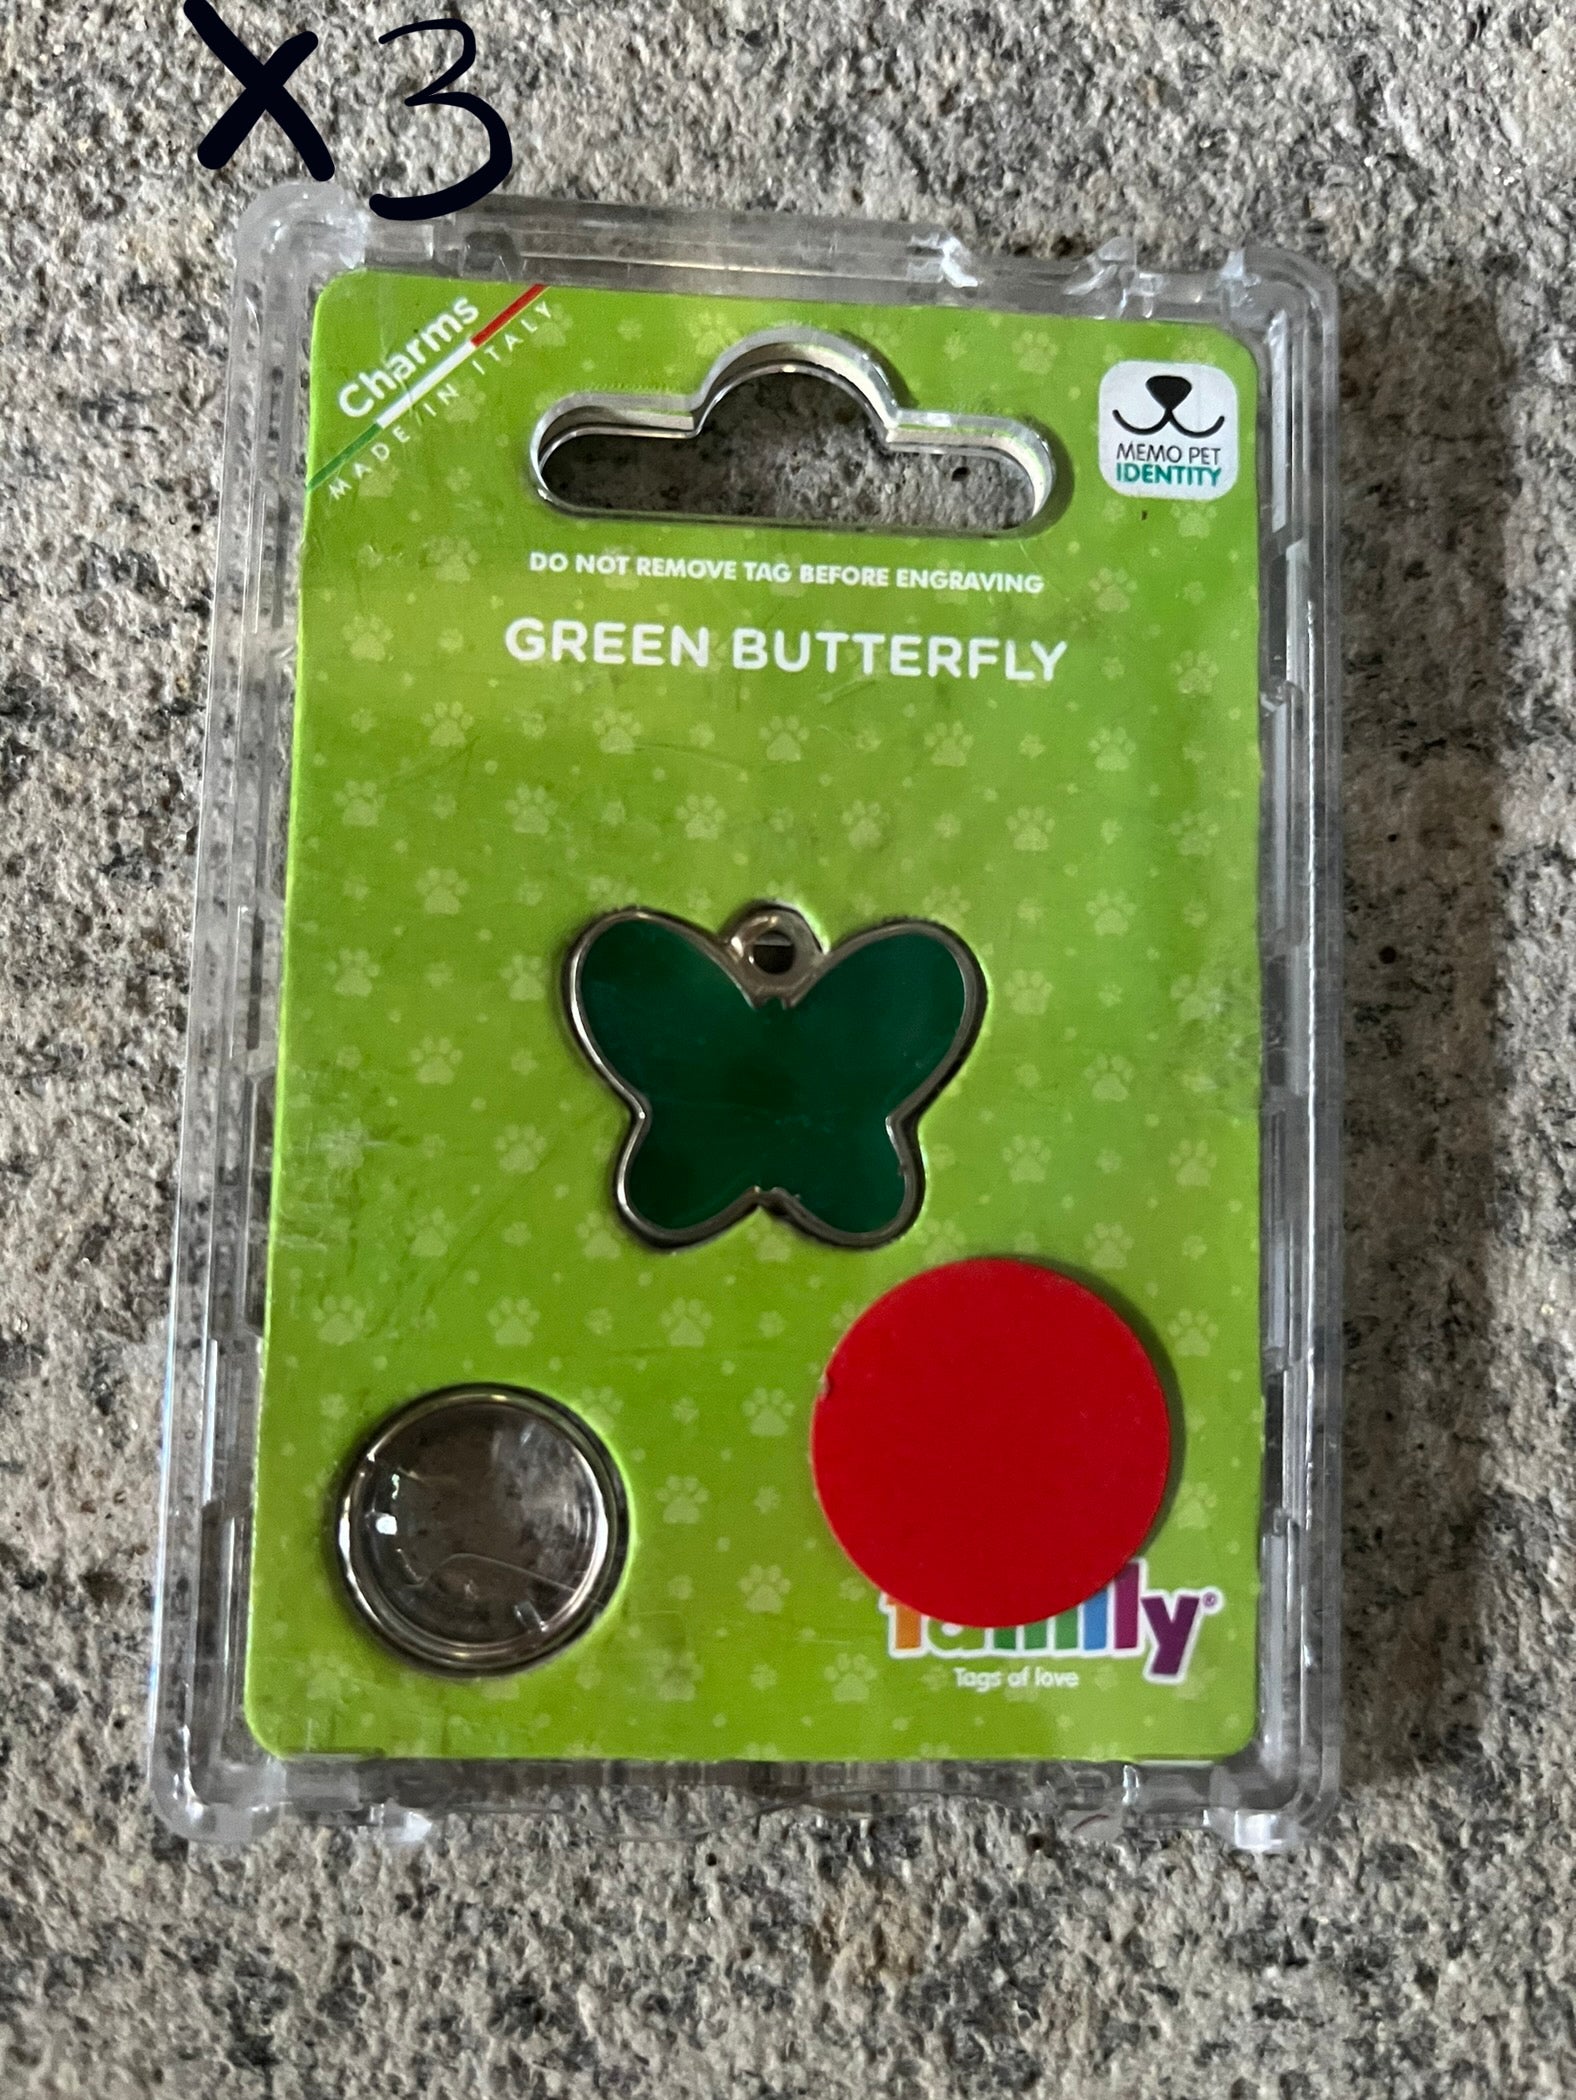 X3
Charms
MADE IN ITALY
MEMO PET
IDENTITY
DO NOT REMOVE TAG BEFORE ENGRAVING
GREEN BUTTERFLY
family®
Tags of love